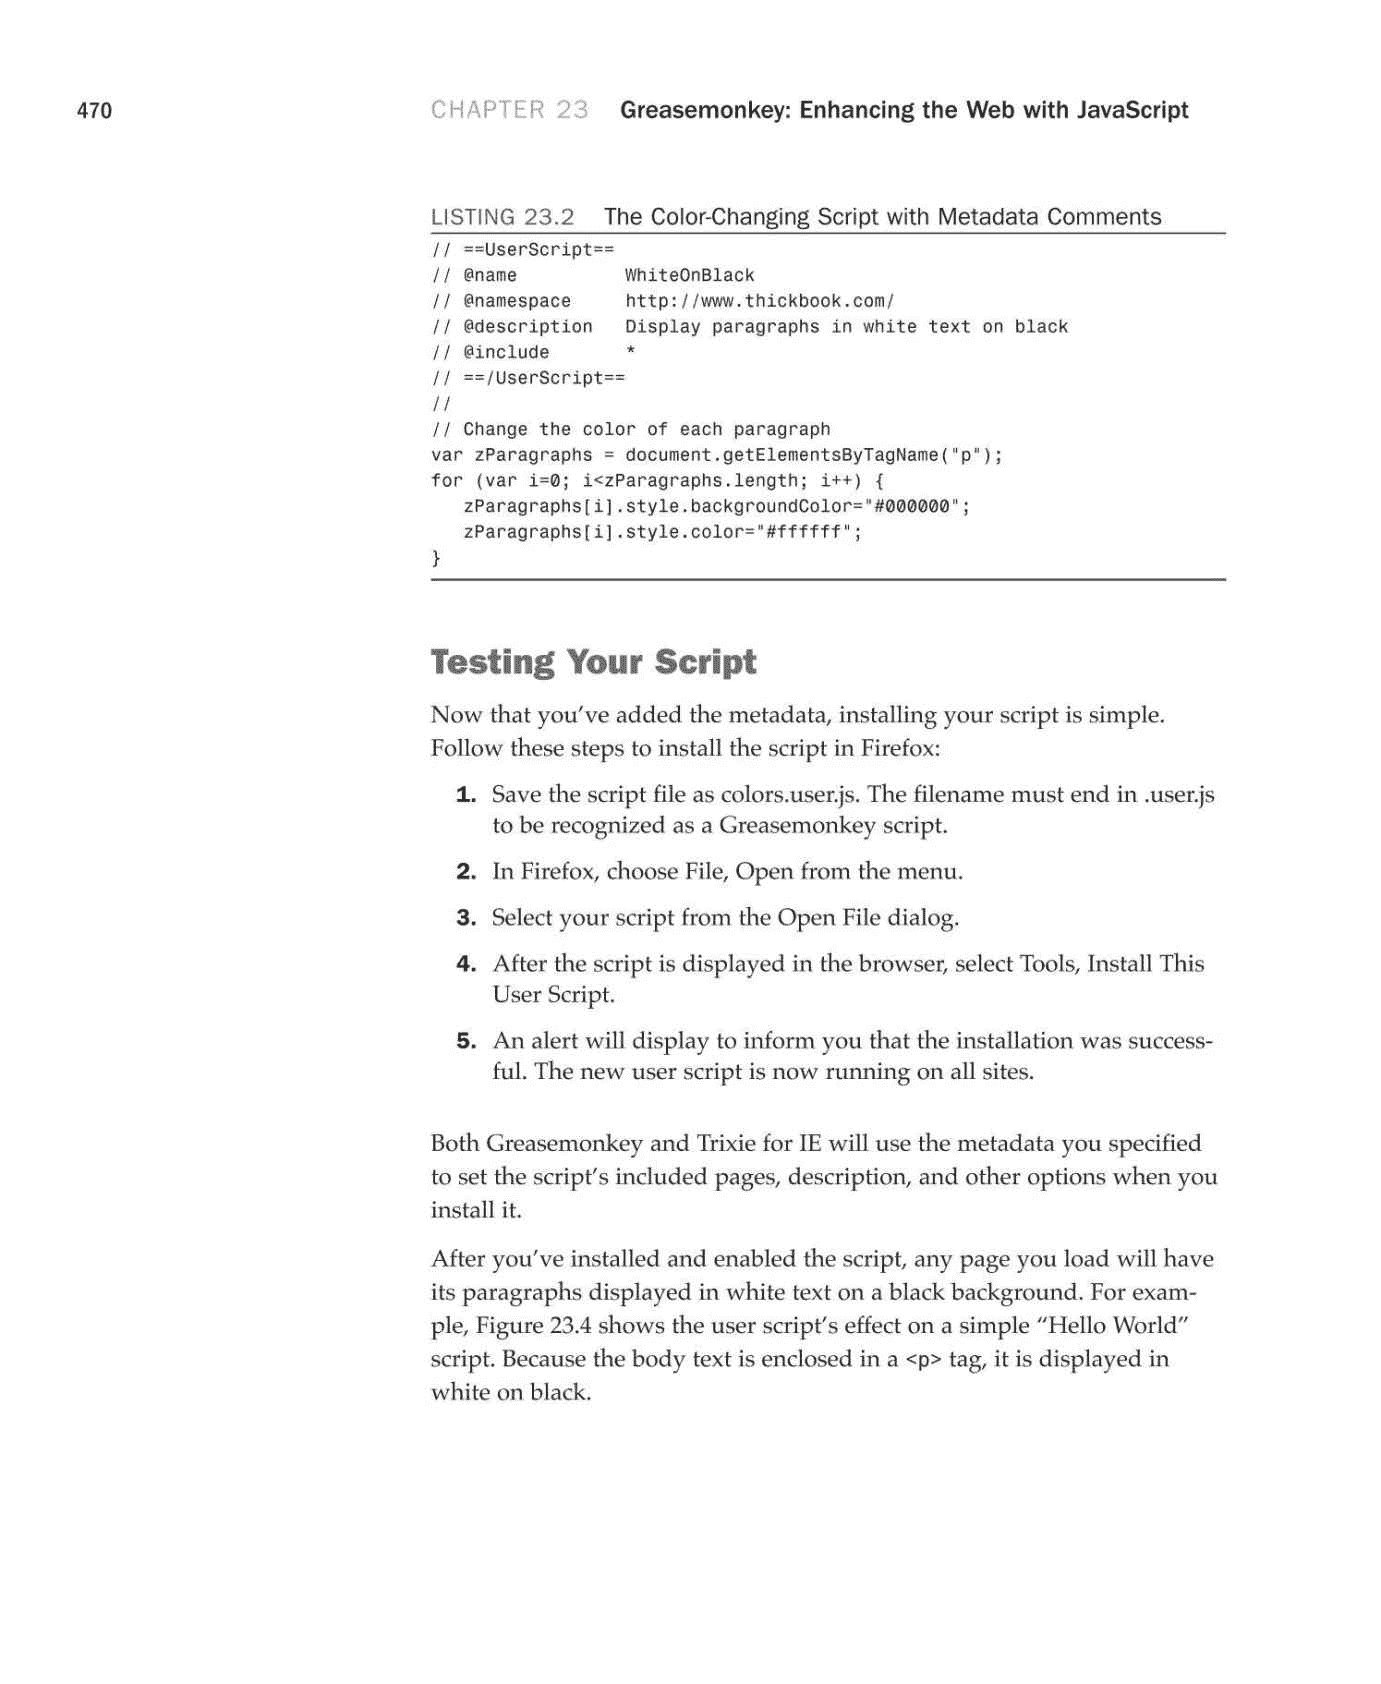 470
CHAPTER 23 Greasemonkey: Enhancing the Web with JavaScript
LISTING 23.2 The Color-Changing Script with Metadata Comments
// ==UserScript==
// @name WhiteOnBlack
// @namespace http://www.thickbook.com/
// @description Display paragraphs in white text on black
// @include *
// ==/UserScript==
//
// Change the color of each paragraph
var zParagraphs = document.getElementsByTagName("p");
for (var i=0; i<zParagraphs.length; i++) {
zParagraphs[i].style.backgroundColor="#000000";
zParagraphs[i].style.color="#ffffff";
}
Testing Your Script
Now that you've added the metadata, installing your script is simple.
Follow these steps to install the script in Firefox:
1. Save the script file as colors.user.js. The filename must end in .user.js
to be recognized as a Greasemonkey script.
2. In Firefox, choose File, Open from the menu.
3. Select your script from the Open File dialog.
4. After the script is displayed in the browser, select Tools, Install This
User Script.
5. An alert will display to inform you that the installation was success-
ful. The new user script is now running on all sites.
Both Greasemonkey and Trixie for IE will use the metadata you specified
to set the script's included pages, description, and other options when you
install it.
After you've installed and enabled the script, any page you load will have
its paragraphs displayed in white text on a black background. For exam-
ple, Figure 23.4 shows the user script's effect on a simple "Hello World"
script. Because the body text is enclosed in a <p> tag, it is displayed in
white on black.